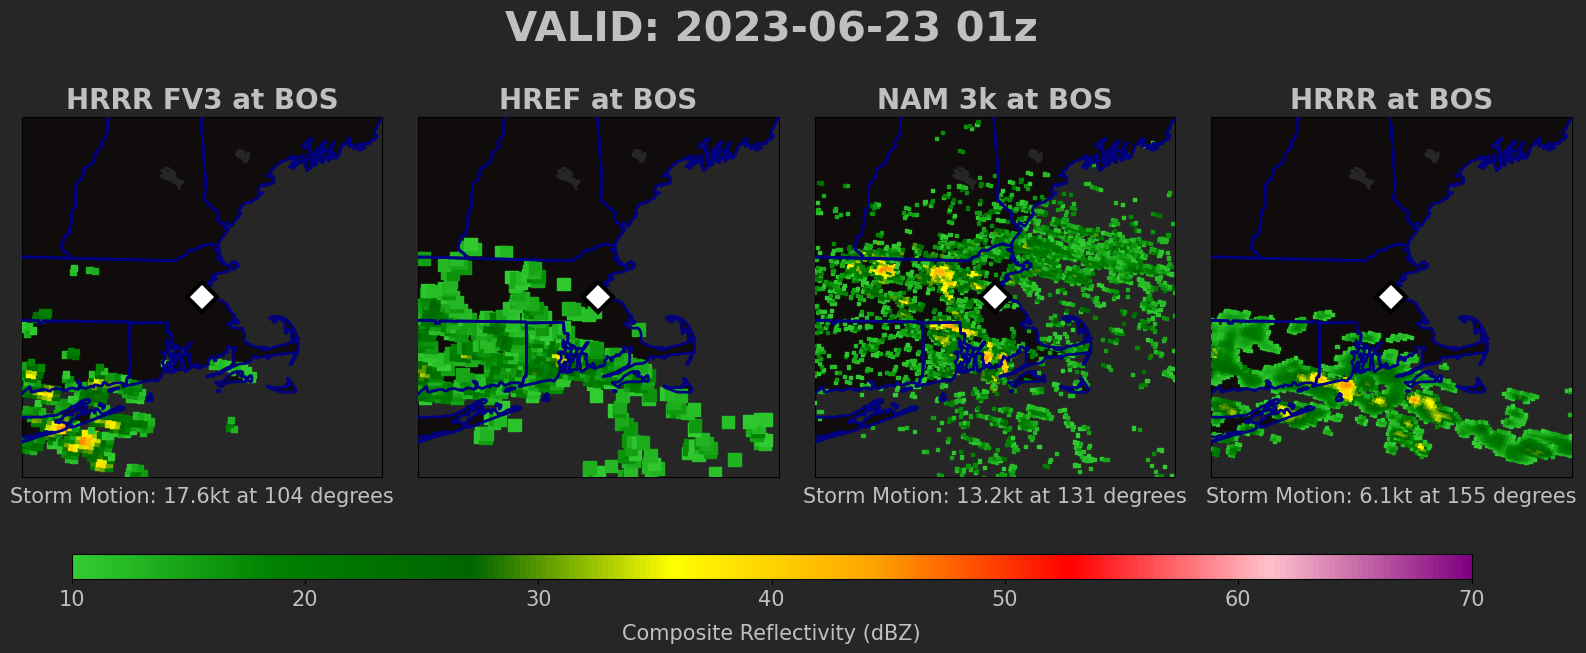 VALID: 2023-06-23 01z
HRRR FV3 at BOS
HREF at BOS
NAM 3k at BOS
HRRR at BOS
Storm Motion: 17.6kt at 104 degrees
Storm Motion: 13.2kt at 131 degrees
Storm Motion: 6.1kt at 155 degrees
10 20 30 40 50 60 70
Composite Reflectivity (dBZ)